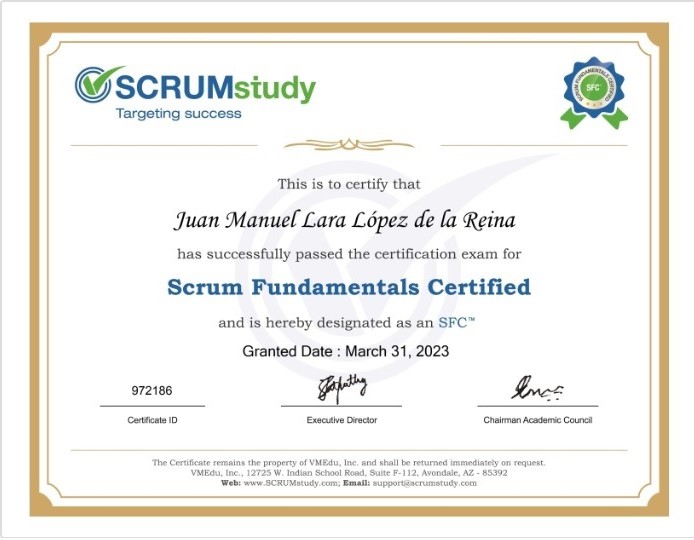 SCRUMstudy
Targeting success
SCRUM FUNDAMENTALS CERTIFIED
SFC™
This is to certify that
Juan Manuel Lara López de la Reina
has successfully passed the certification exam for
Scrum Fundamentals Certified
and is hereby designated as an SFC™
Granted Date : March 31, 2023
972186
Certificate ID
Executive Director
Chairman Academic Council
The Certificate remains the property of VMEdu, Inc. and shall be returned immediately on request.
VMEdu, Inc., 12725 W. Indian School Road, Suite F-112, Avondale, AZ - 85392
Web: www.SCRUMstudy.com; Email: support@scrumstudy.com